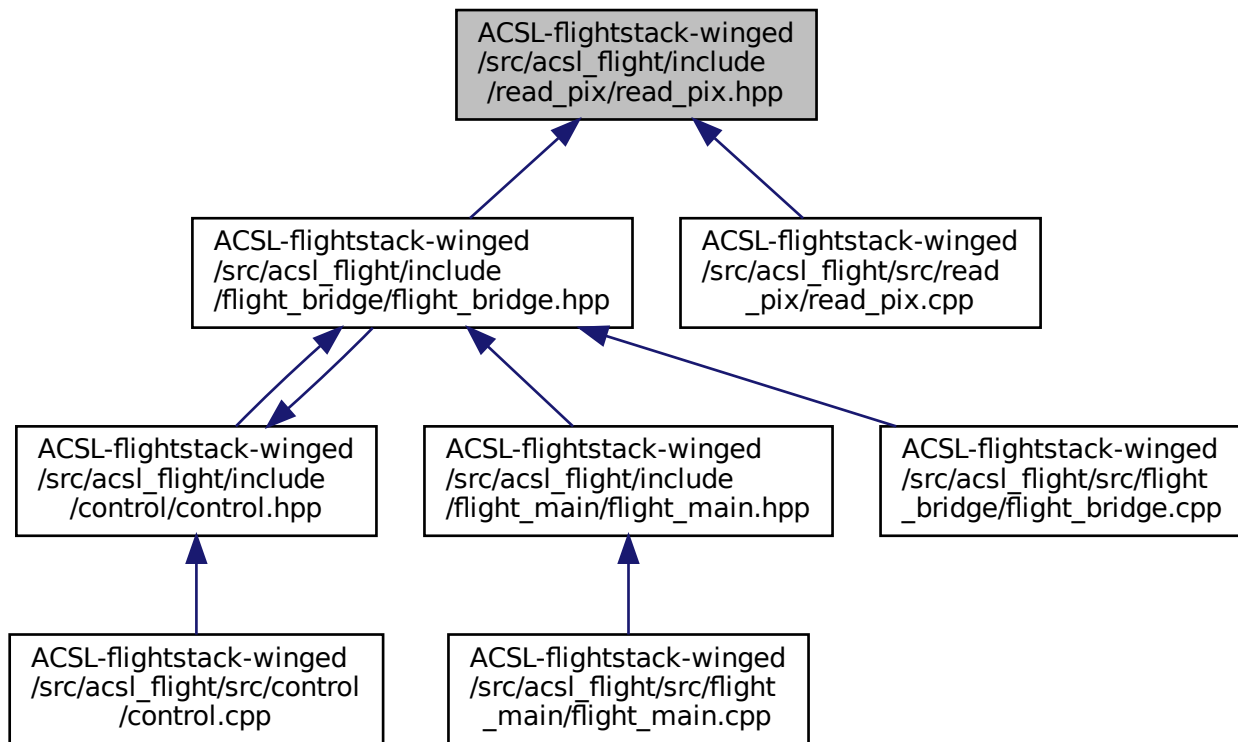 ACSL-flightstack-winged
/src/acsl_flight/include
/read_pix/read_pix.hpp
ACSL-flightstack-winged
/src/acsl_flight/include
/flight_bridge/flight_bridge.hpp
ACSL-flightstack-winged
/src/acsl_flight/src/read
_pix/read_pix.cpp
ACSL-flightstack-winged
/src/acsl_flight/include
/control/control.hpp
ACSL-flightstack-winged
/src/acsl_flight/include
/flight_main/flight_main.hpp
ACSL-flightstack-winged
/src/acsl_flight/src/flight
_bridge/flight_bridge.cpp
ACSL-flightstack-winged
/src/acsl_flight/src/control
/control.cpp
ACSL-flightstack-winged
/src/acsl_flight/src/flight
_main/flight_main.cpp